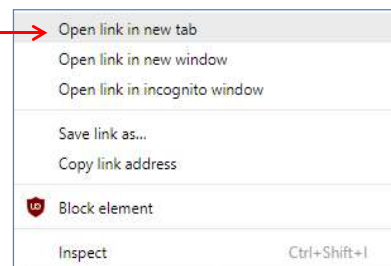 Open link in new tab
Open link in new window
Open link in incognito window
Save link as...
Copy link address
Block element
Inspect Ctrl+Shift+I